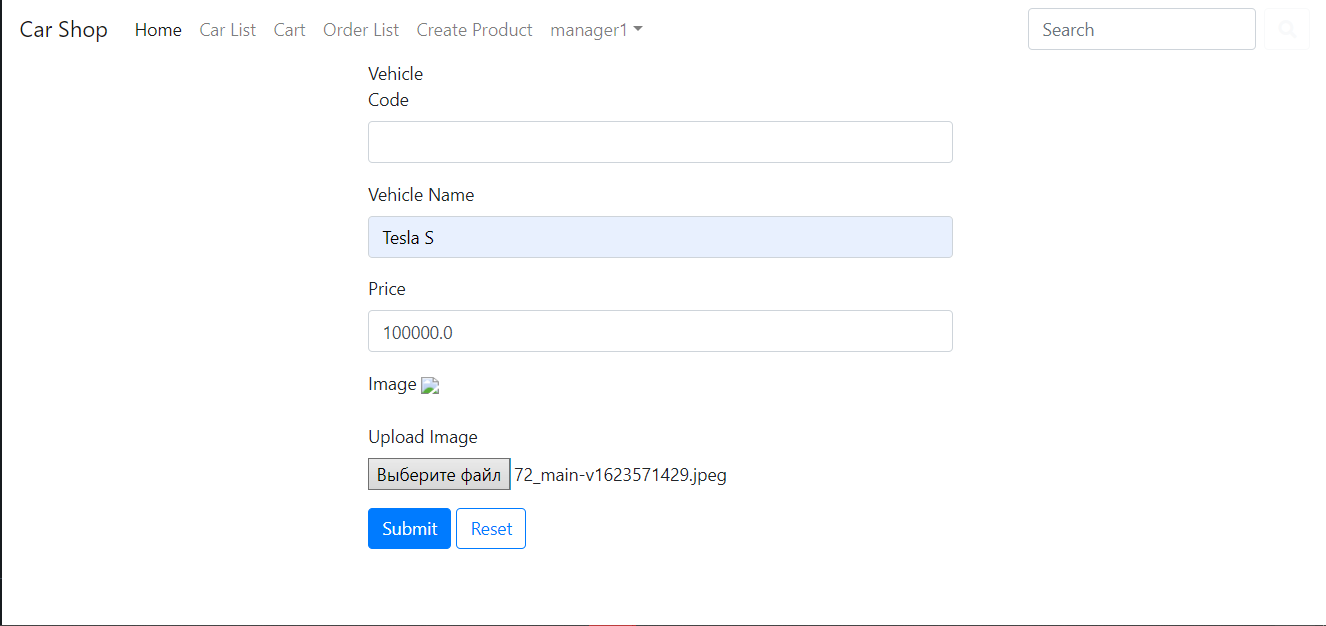 Car Shop Home Car List Cart Order List Create Product manager1 Search
Vehicle
Code
Vehicle Name
Tesla S
Price
100000.0
Image
Upload Image
Выберите файл 72_main-v1623571429.jpeg
Submit Reset